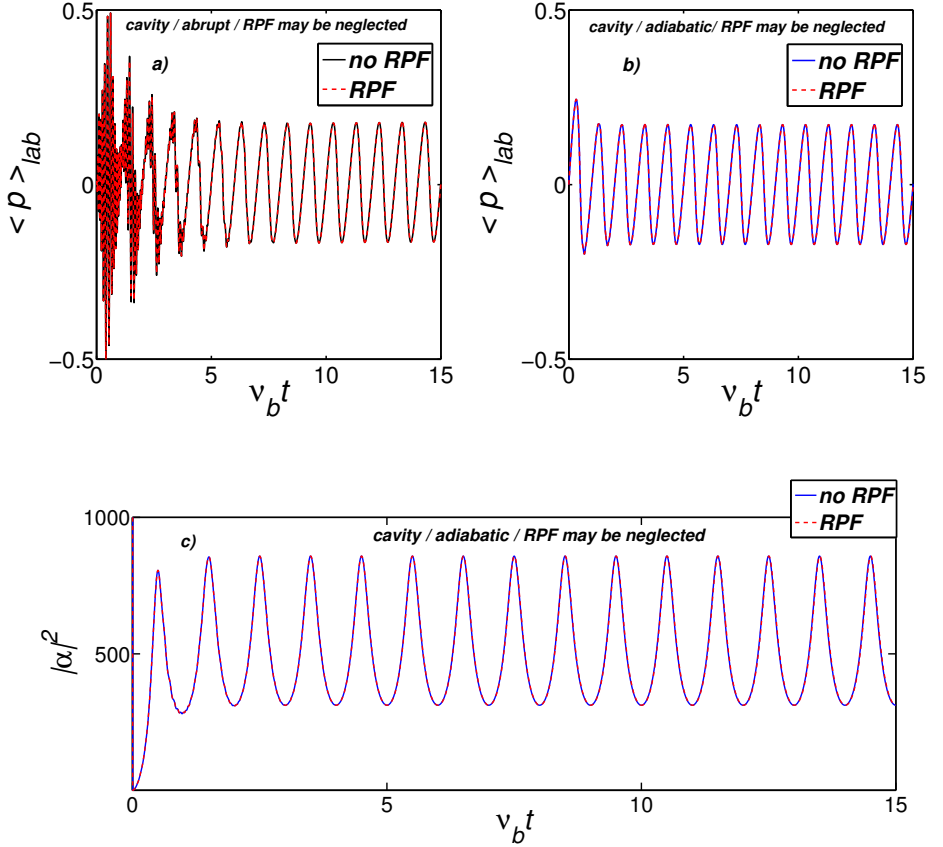 cavity / abrupt / RPF may be neglected
a)
no RPF
RPF
0.5
0
−0.5
< p >lab
0
5
10
15
νbt
cavity / adiabatic/ RPF may be neglected
b)
no RPF
RPF
0.5
0
−0.5
< p >lab
0
5
10
15
νbt
no RPF
RPF
c)
cavity / adiabatic / RPF may be neglected
1000
500
|α|²
0
5
10
15
νbt